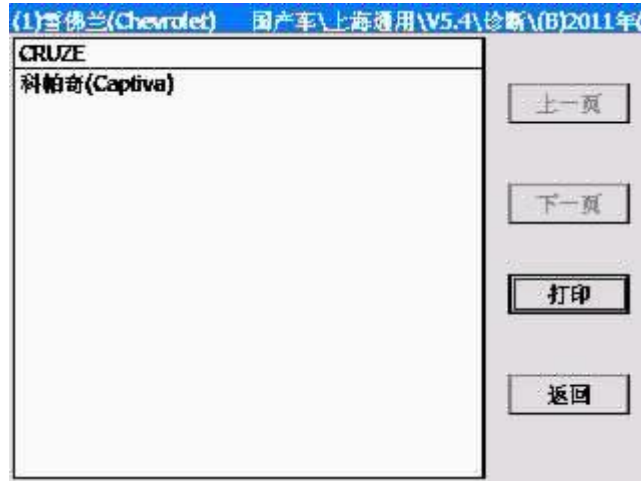 (1)雪佛兰(Chevrolet) 国产车\上海通用\V5.4\诊断\(B)2011年
CRUZE
科帕奇(Captiva)
上一页
下一页
打印
返回